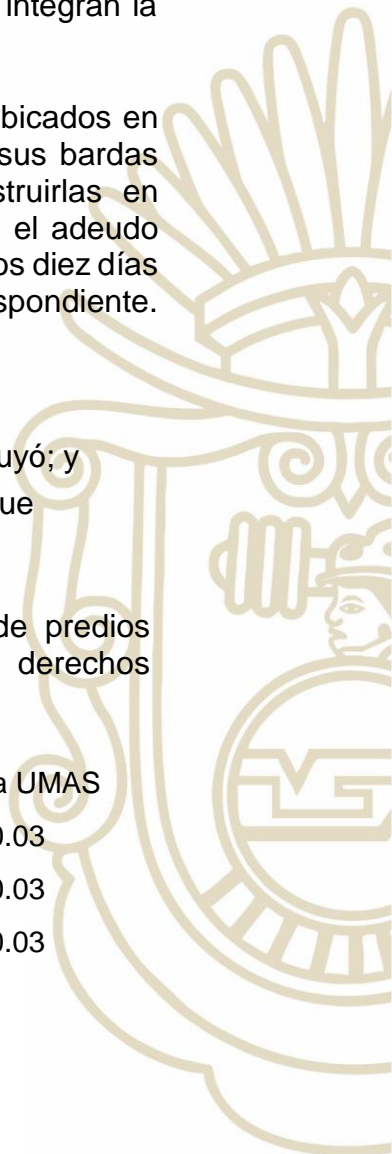 integran la
bicados en
sus bardas
struirlas en
el adeudo
os diez días
spondiente.
uyó; y
ue
de predios
derechos
a UMAS
0.03
0.03
0.03